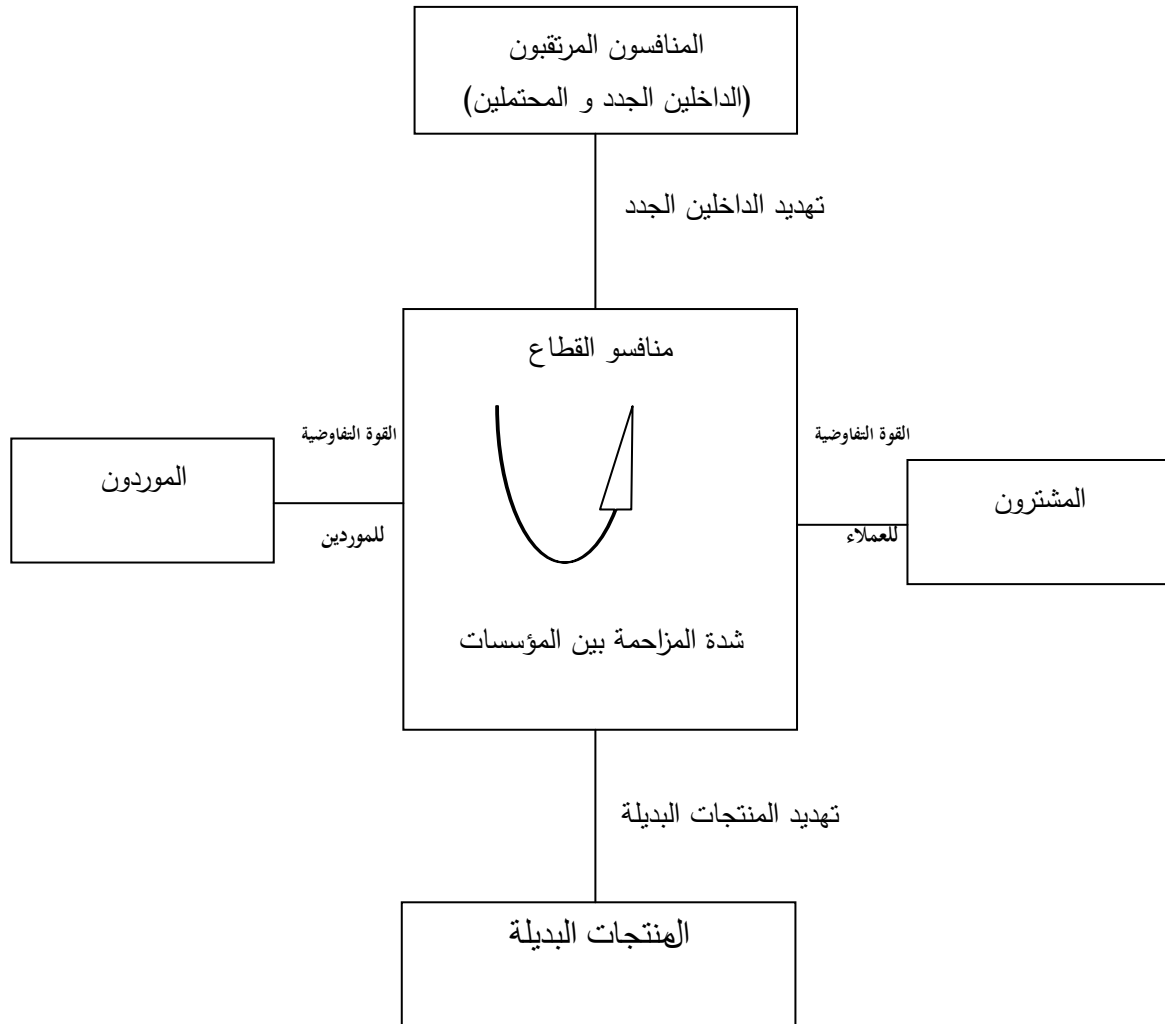 المنافسون المرتقبون
(الداخلين الجدد و المحتملين)
تهديد الداخلين الجدد
منافسو القطاع
القوة التفاوضية
المشترون
للعملاء
القوة التفاوضية
الموردون
للموردين
شدة المزاحمة بين المؤسسات
تهديد المنتجات البديلة
المنتجات البديلة